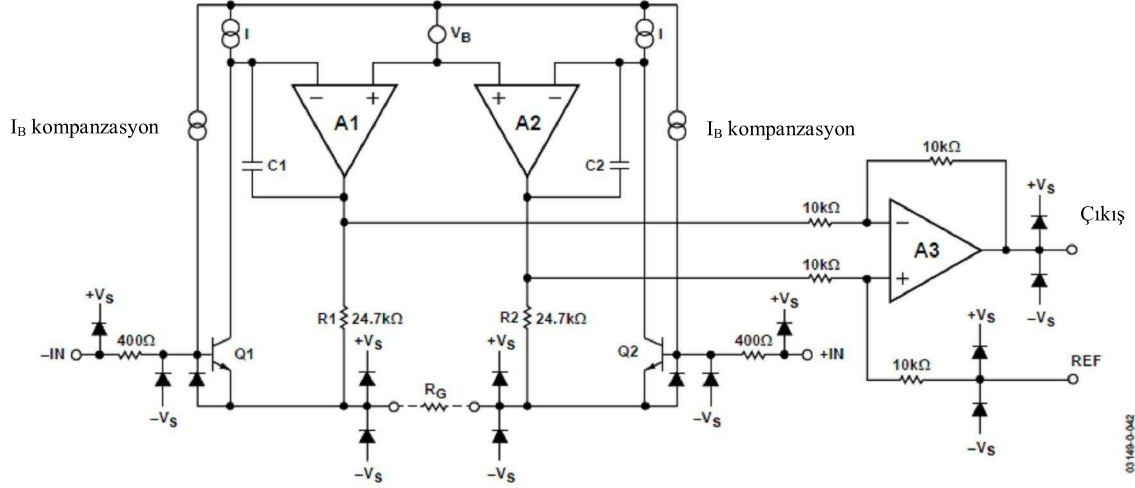 I
V_B
I
I_B kompanzasyon
A1
A2
I_B kompanzasyon
−
+
+
−
C1
C2
10kΩ
+V_S
10kΩ
−
A3
Çıkış
10kΩ
+
−V_S
+V_S
R1
24.7kΩ
+V_S
+V_S
R2
24.7kΩ
+V_S
+V_S
−IN
400Ω
Q1
Q2
400Ω
+IN
10kΩ
REF
−V_S
R_G
−V_S
−V_S
−V_S
−V_S
03149-0-042